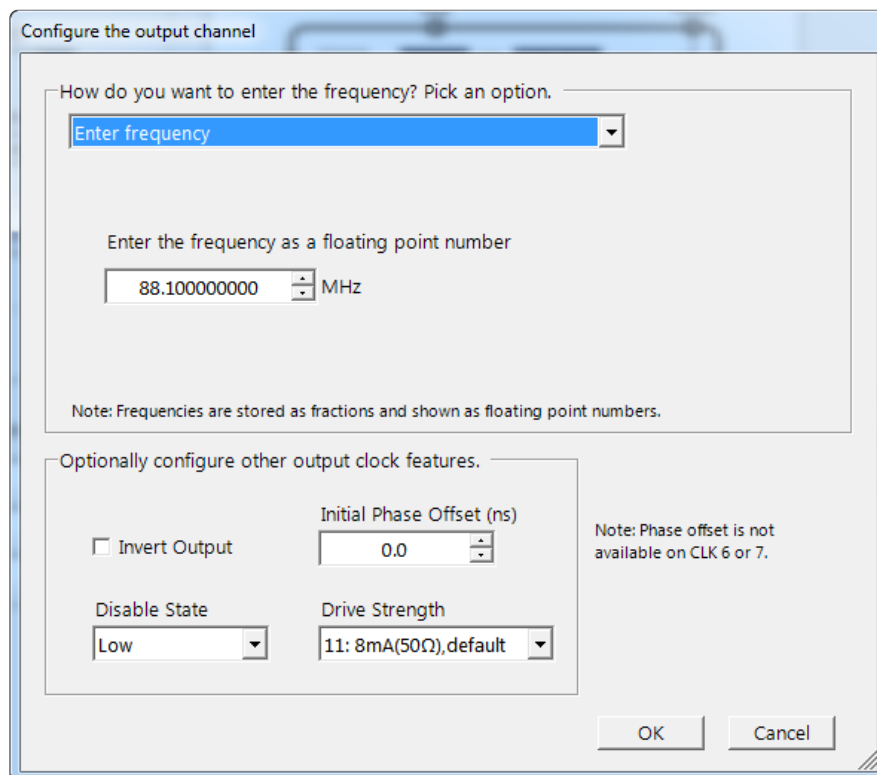 Configure the output channel
How do you want to enter the frequency? Pick an option.
Enter frequency
Enter the frequency as a floating point number
88.100000000 MHz
Note: Frequencies are stored as fractions and shown as floating point numbers.
Optionally configure other output clock features.
Initial Phase Offset (ns)
Invert Output
0.0
Note: Phase offset is not
available on CLK 6 or 7.
Disable State
Drive Strength
Low
11: 8mA(50Ω),default
OK
Cancel